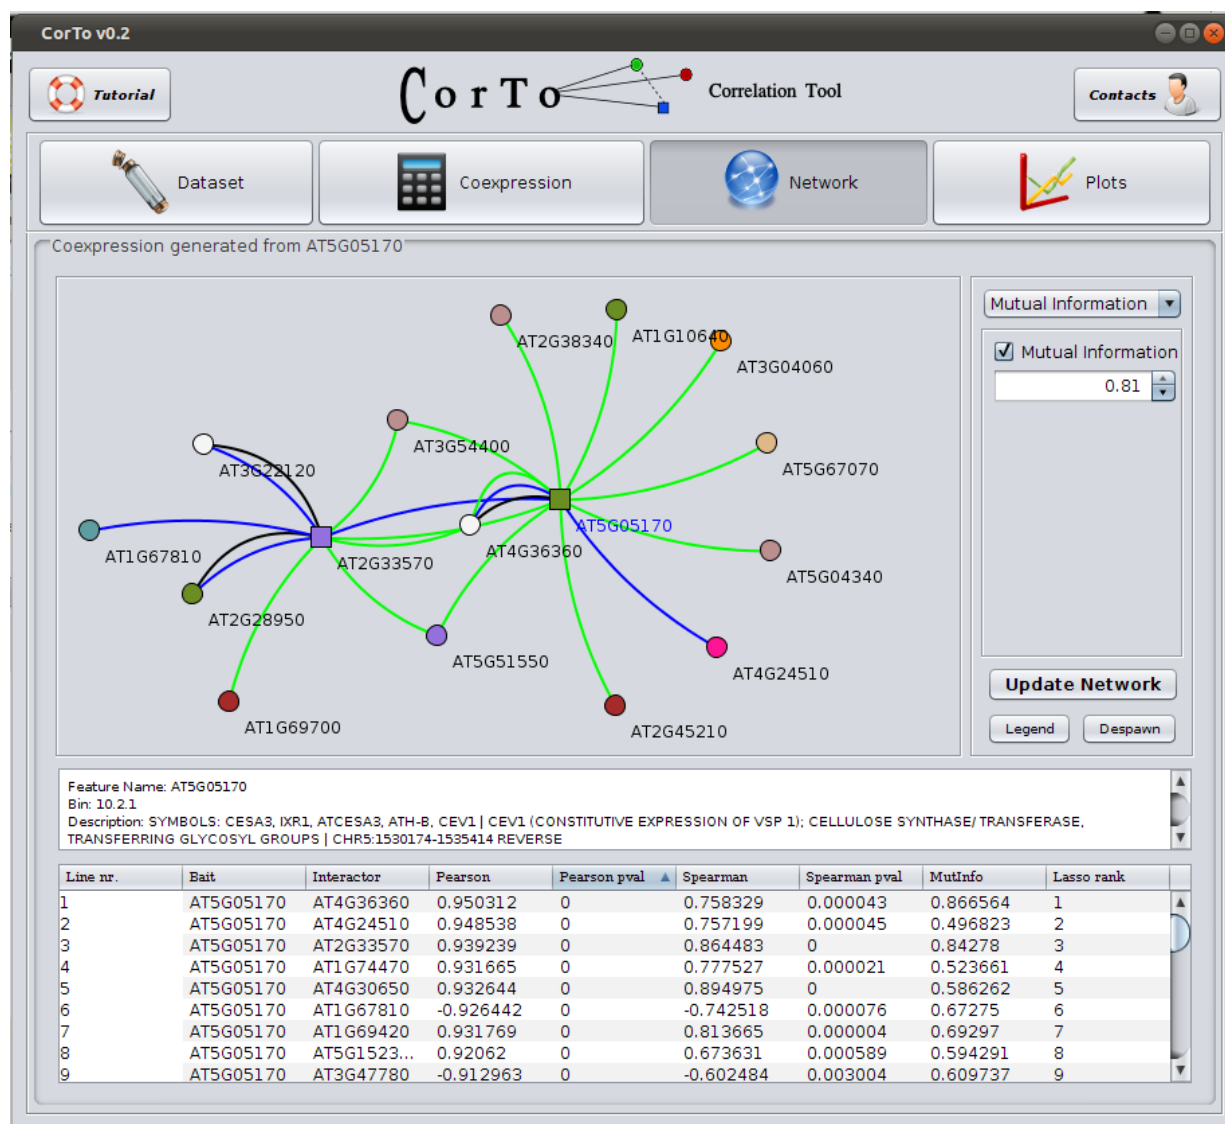 CorTo v0.2
Tutorial
CorTo
Correlation Tool
Contacts
Dataset
Coexpression
Network
Plots
Coexpression generated from AT5G05170
AT2G38340
AT1G10640
AT3G04060
AT3G54400
AT3G22120
AT5G67070
AT5G05170
AT1G67810
AT2G33570
AT4G36360
AT5G04340
AT2G28950
AT5G51550
AT4G24510
AT1G69700
AT2G45210
Mutual Information
Mutual Information
0.81
Update Network
Legend Despawn
Feature Name: AT5G05170
Bin: 10.2.1
Description: SYMBOLS: CESA3, IXR1, ATCESA3, ATH-B, CEV1 | CEV1 (CONSTITUTIVE EXPRESSION OF VSP 1); CELLULOSE SYNTHASE/ TRANSFERASE,
TRANSFERRING GLYCOSYL GROUPS | CHR5:1530174-1535414 REVERSE
Line nr. Bait Interactor Pearson Pearson pval Spearman Spearman pval MutInfo Lasso rank
1 AT5G05170 AT4G36360 0.950312 0 0.758329 0.000043 0.866564 1
2 AT5G05170 AT4G24510 0.948538 0 0.757199 0.000045 0.496823 2
3 AT5G05170 AT2G33570 0.939239 0 0.864483 0 0.84278 3
4 AT5G05170 AT1G74470 0.931665 0 0.777527 0.000021 0.523661 4
5 AT5G05170 AT4G30650 0.932644 0 0.894975 0 0.586262 5
6 AT5G05170 AT1G67810 -0.926442 0 -0.742518 0.000076 0.67275 6
7 AT5G05170 AT1G69420 0.931769 0 0.813665 0.000004 0.69297 7
8 AT5G05170 AT5G1523... 0.92062 0 0.673631 0.000589 0.594291 8
9 AT5G05170 AT3G47780 -0.912963 0 -0.602484 0.003004 0.609737 9